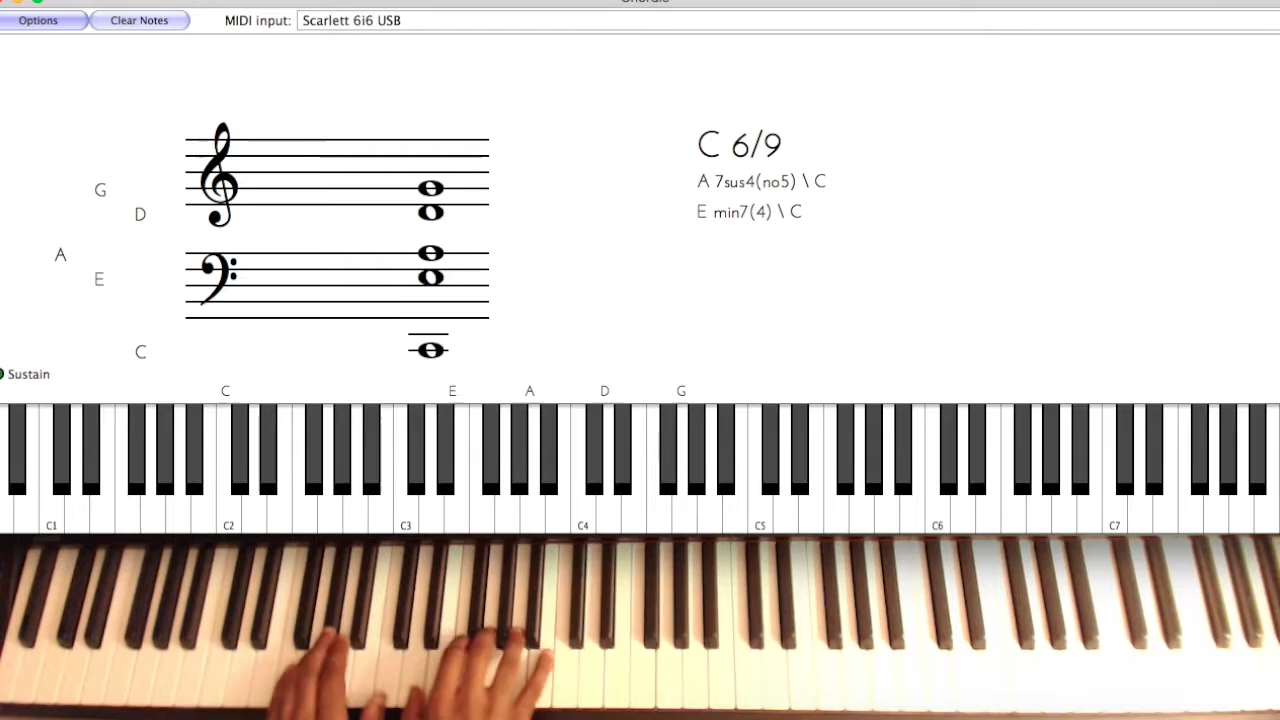 Chordie
Options Clear Notes MIDI input: Scarlett 6i6 USB
C 6/9
A 7sus4(no5) \ C
E min7(4) \ C
G
D
A
E
C
Sustain
C E A D G
C1 C2 C3 C4 C5 C6 C7